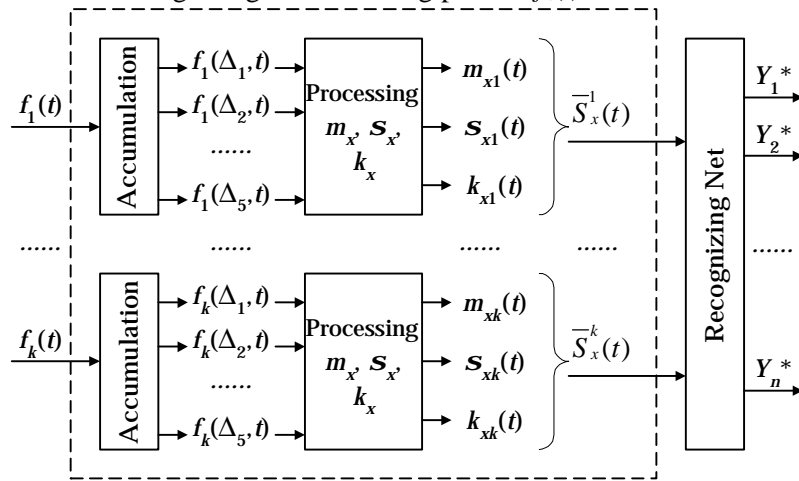 f₁(t)
Accumulation
f₁(Δ₁,t)
f₁(Δ₂,t)
......
f₁(Δ₅,t)
Processing
mₓ, sₓ,
kₓ
mₓ₁(t)
sₓ₁(t)
kₓ₁(t)
S̅ₓ¹(t)
......
......
......
......
fₖ(t)
Accumulation
fₖ(Δ₁,t)
fₖ(Δ₂,t)
......
fₖ(Δ₅,t)
Processing
mₓ, sₓ,
kₓ
mₓₖ(t)
sₓₖ(t)
kₓₖ(t)
S̅ₓᵏ(t)
Recognizing Net
Y₁*
Y₂*
......
Yₙ*